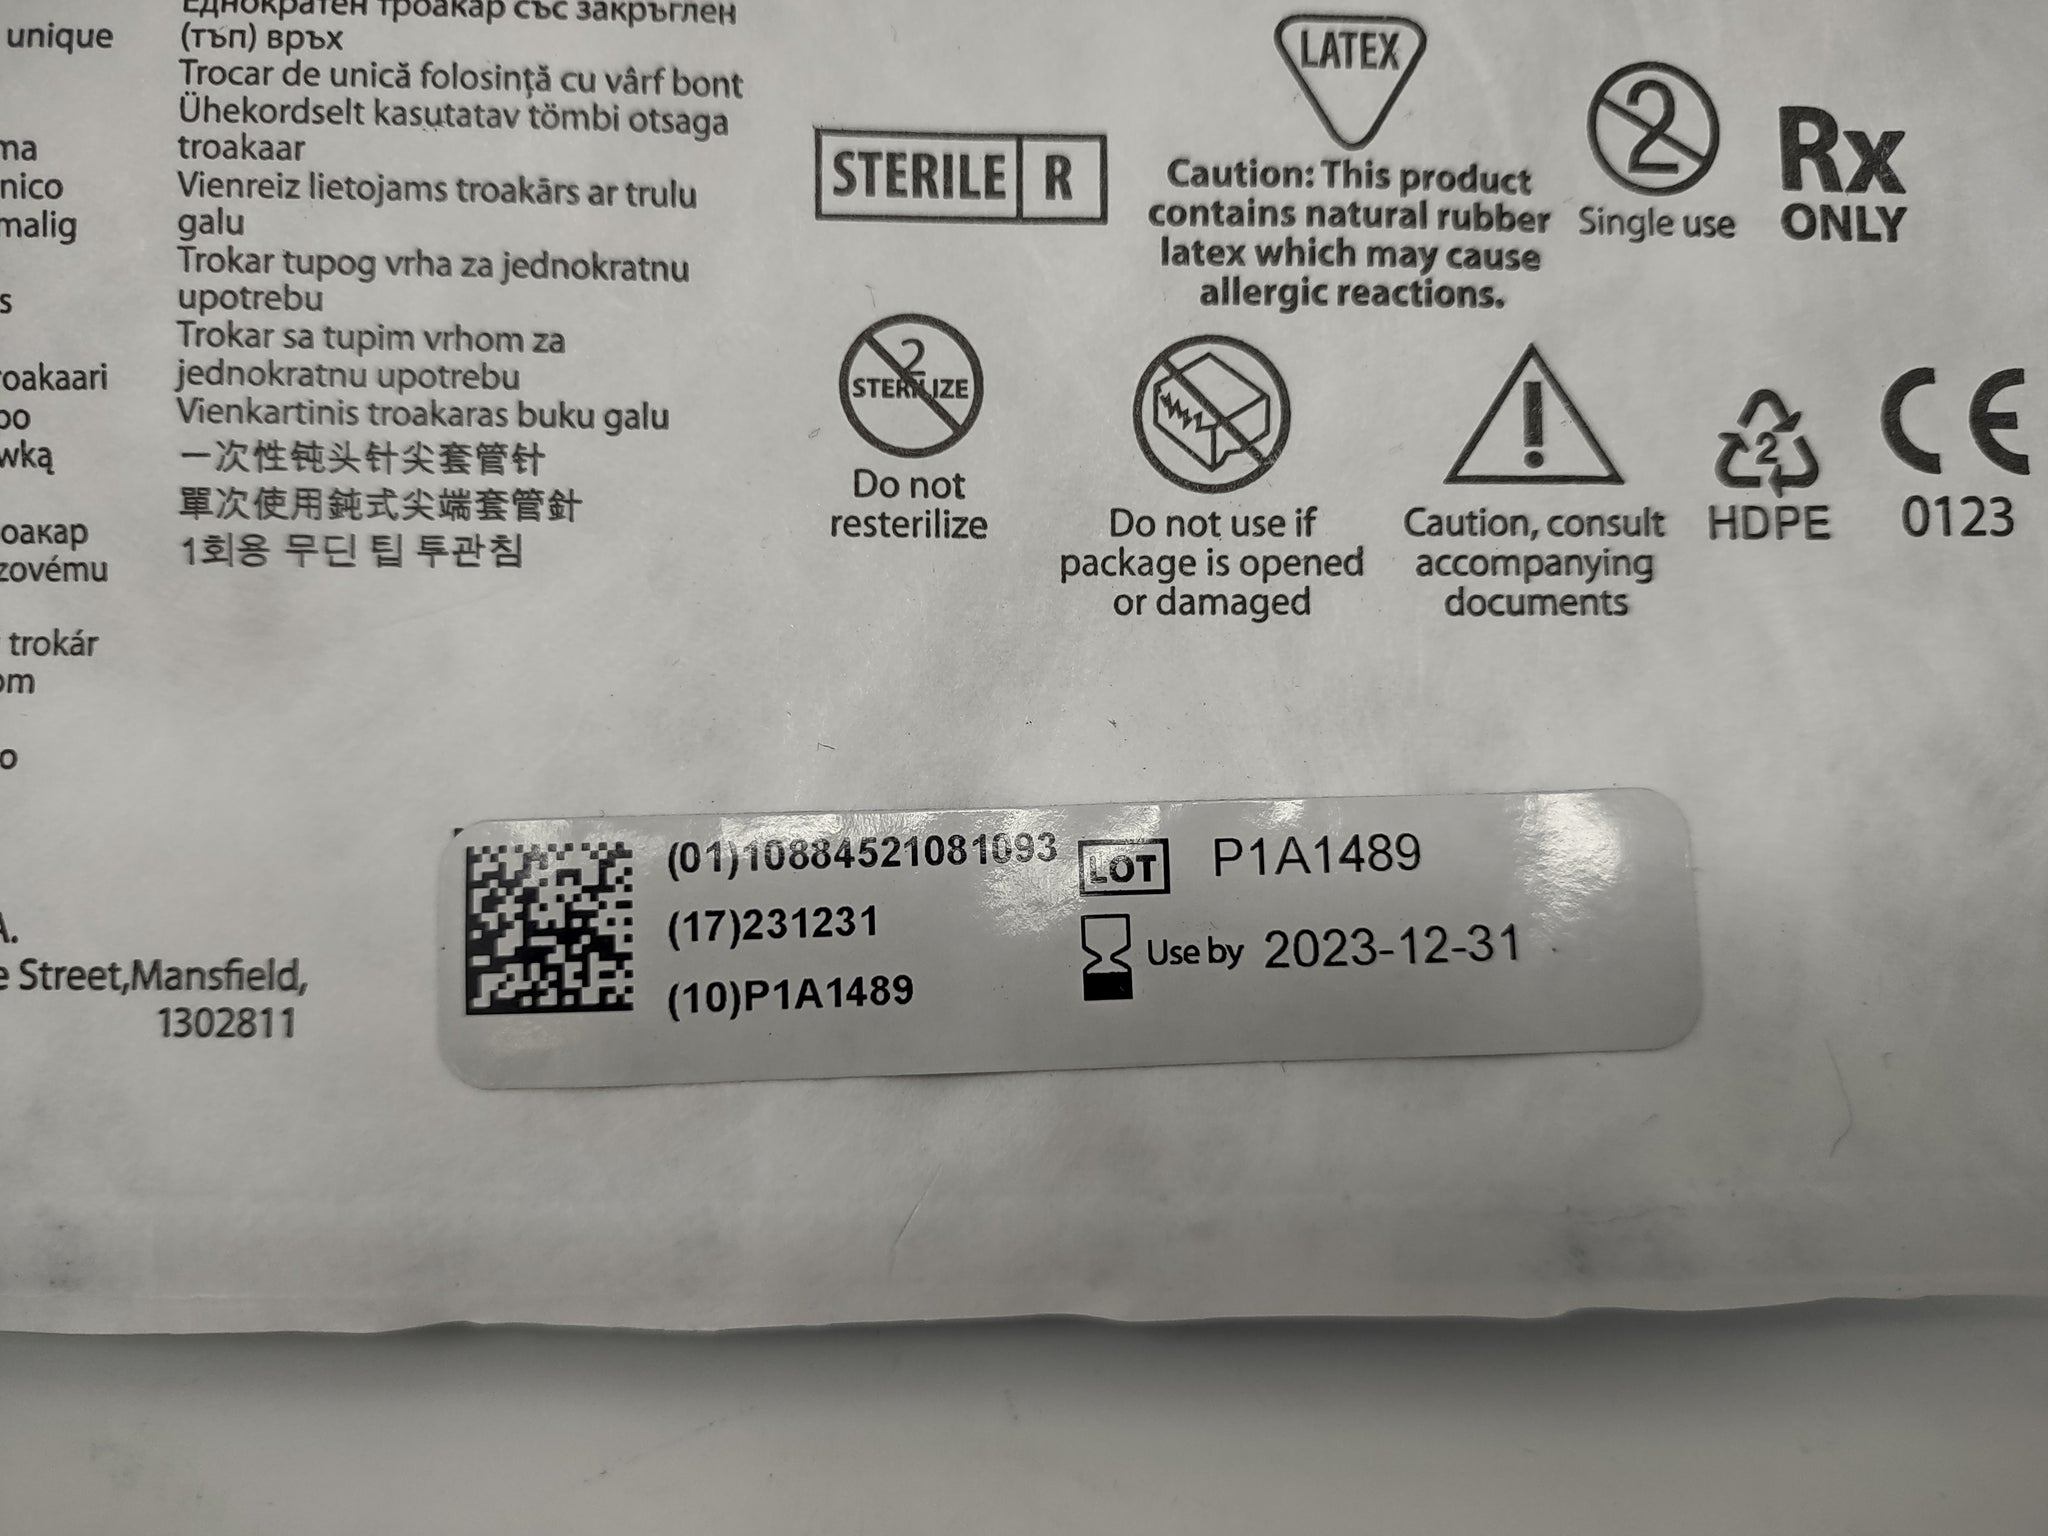 unique
ma
nico
malig
s
roakaari
wką
оакар
zovému
trokár
om
o
A.
e Street,Mansfield,
1302811
Еднократен троакар със закръглен
(тъп) връх
Trocar de unică folosință cu vârf bont
Ühekordselt kasutatav tömbi otsaga
troakaar
Vienreiz lietojams troakārs ar trulu
galu
Trokar tupog vrha za jednokratnu
upotrebu
Trokar sa tupim vrhom za
jednokratnu upotrebu
Vienkartinis troakaras buku galu
一次性钝头针尖套管针
單次使用鈍式尖端套管針
1회용 무딘 팁 투관침
STERILE R
LATEX
Caution: This product
contains natural rubber
latex which may cause
allergic reactions.
2
Single use
Rx
ONLY
2
STERILIZE
Do not
resterilize
Do not use if
package is opened
or damaged
!
Caution, consult
accompanying
documents
2
HDPE
CE
0123
(01)10884521081093
(17)231231
(10)P1A1489
LOT P1A1489
Use by 2023-12-31